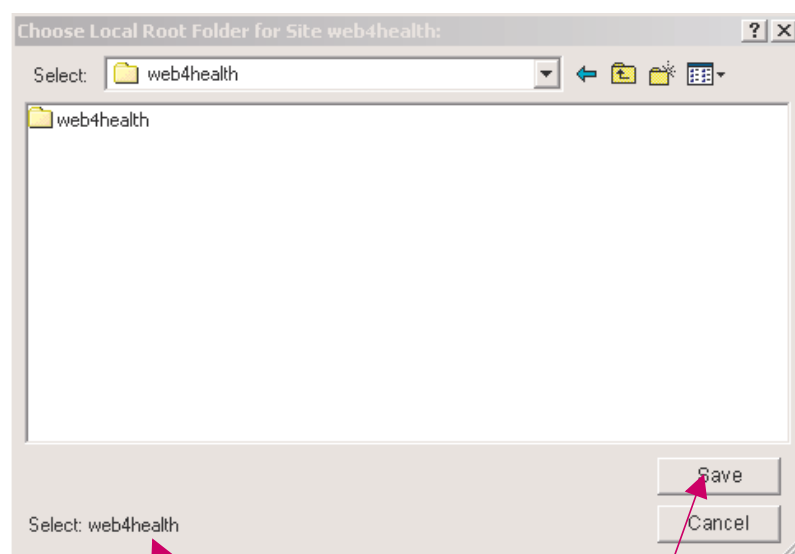 Choose Local Root Folder for Site web4health:
Select: web4health
web4health
Save
Select: web4health
Cancel